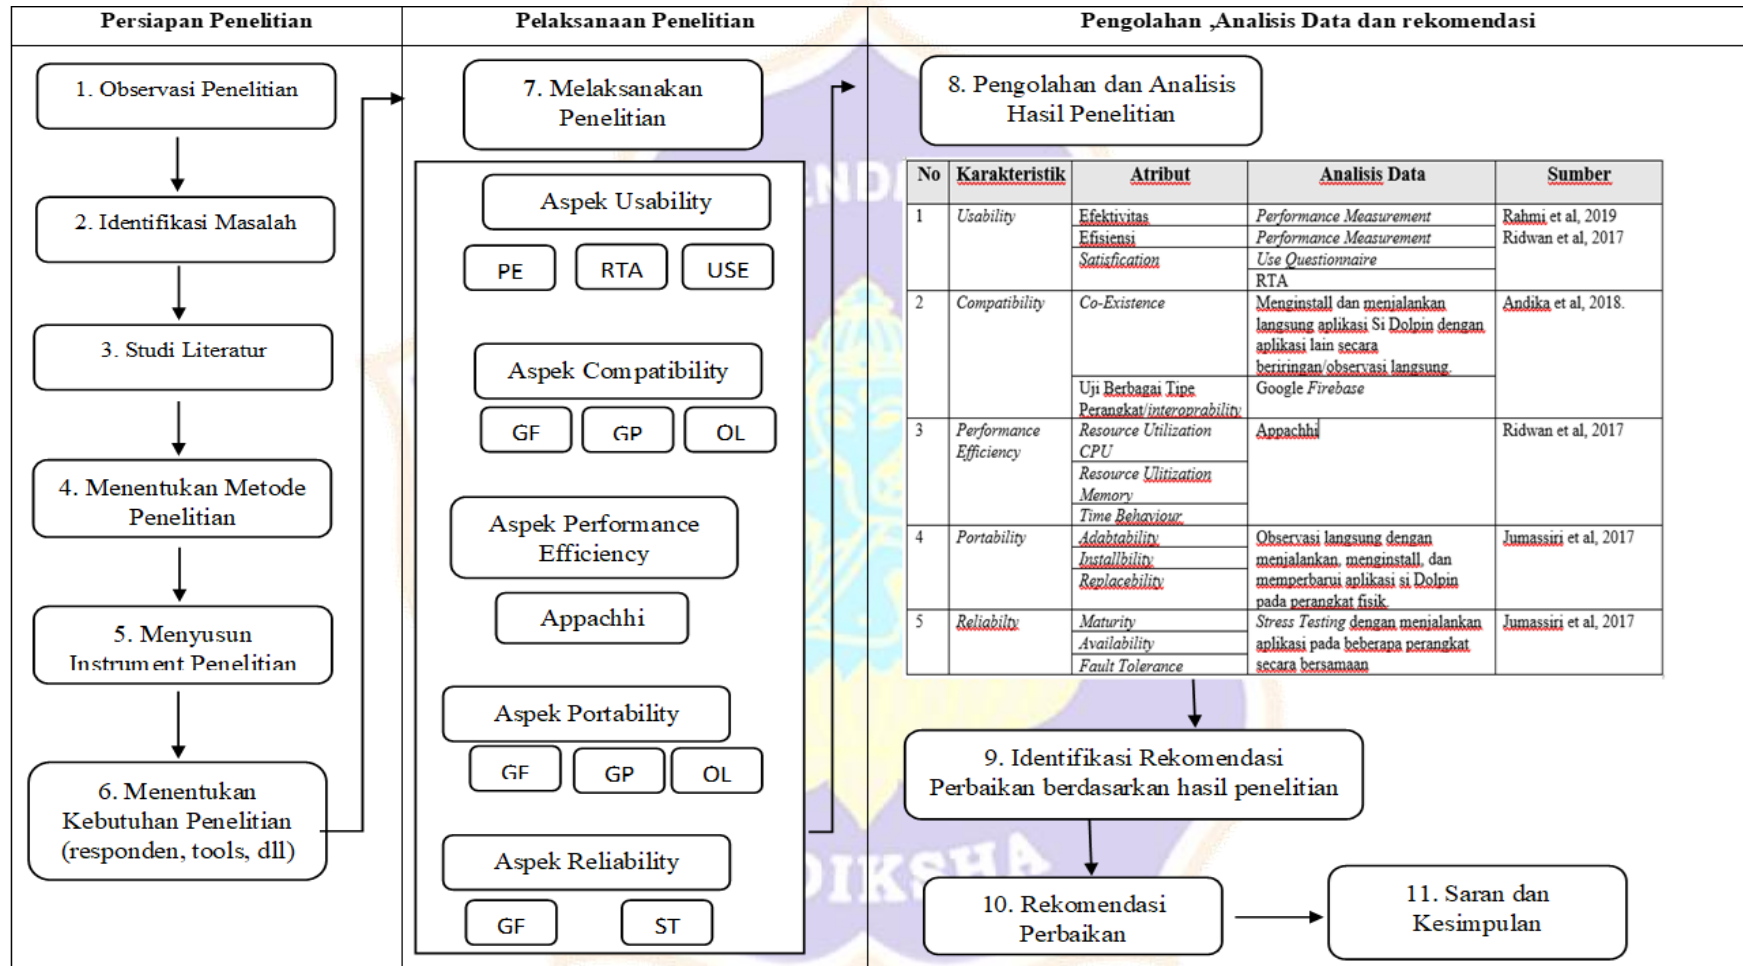 Persiapan Penelitian
1. Observasi Penelitian
2. Identifikasi Masalah
3. Studi Literatur
4. Menentukan Metode
Penelitian
5. Menyusun
Instrument Penelitian
6. Menentukan
Kebutuhan Penelitian
(responden, tools, dll)
Pelaksanaan Penelitian
7. Melaksanakan
Penelitian
Aspek Usability
PE RTA USE
Aspek Compatibility
GF GP OL
Aspek Performance
Efficiency
Appachhi
Aspek Portability
GF GP OL
Aspek Reliability
GF ST
Pengolahan ,Analisis Data dan rekomendasi
8. Pengolahan dan Analisis
Hasil Penelitian
No Karakteristik Atribut Analisis Data Sumber
1 Usability Efektivitas Performance Measurement Rahmi et al, 2019
Efisiensi Performance Measurement Ridwan et al, 2017
Satisfication Use Questionnaire
RTA
2 Compatibility Co-Existence Menginstall dan menjalankan Andika et al, 2018.
langsung aplikasi Si Dolpin dengan
aplikasi lain secara
beriringan/observasi langsung.
Uji Berbagai Tipe Google Firebase
Perangkat/interoprability
3 Performance Resource Utilization Appachhi Ridwan et al, 2017
Efficiency CPU
Resource Ulitization
Memory
Time Behaviour
4 Portability Adabtability Observasi langsung dengan Jumassiri et al, 2017
Installbility menjalankan, menginstall, dan
Replacebility memperbarui aplikasi si Dolpin
pada perangkat fisik.
5 Reliabilty Maturity Stress Testing dengan menjalankan Jumassiri et al, 2017
Availability aplikasi pada beberapa perangkat
Fault Tolerance secara bersamaan
9. Identifikasi Rekomendasi
Perbaikan berdasarkan hasil penelitian
10. Rekomendasi
Perbaikan
11. Saran dan
Kesimpulan